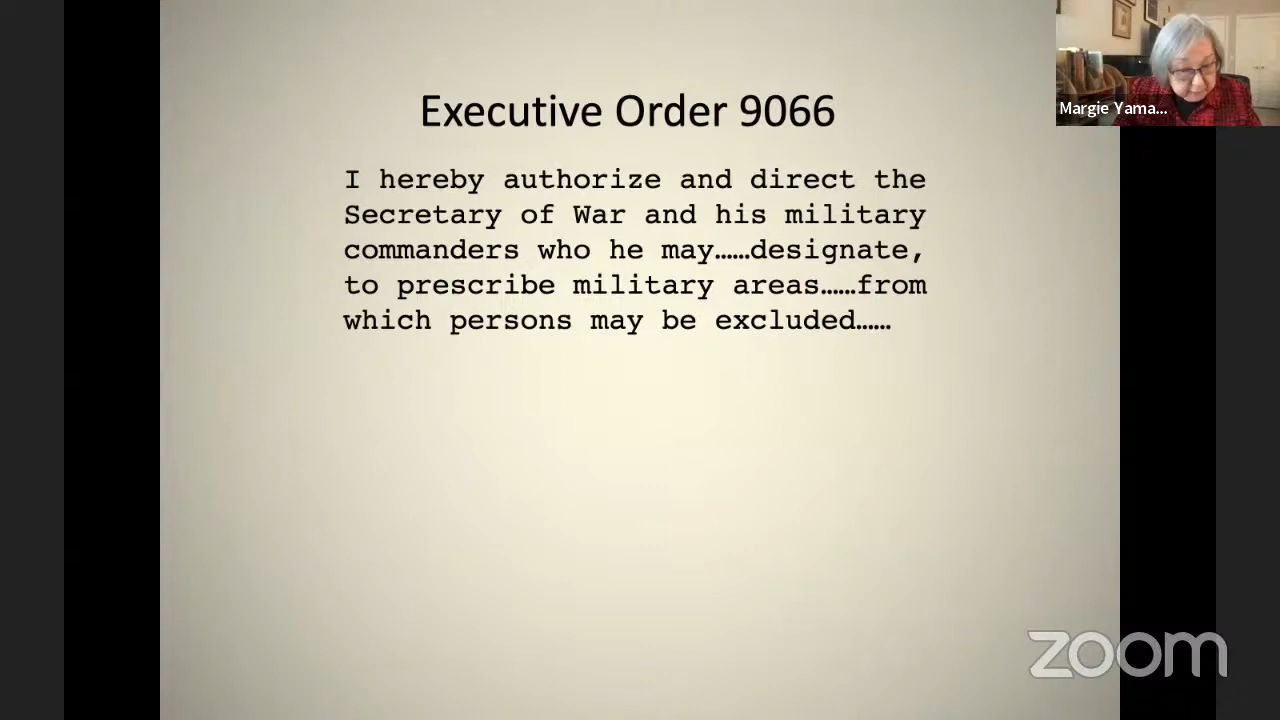 Executive Order 9066
I hereby authorize and direct the
Secretary of War and his military
commanders who he may……designate,
to prescribe military areas……from
which persons may be excluded……
Margie Yama...
zoom